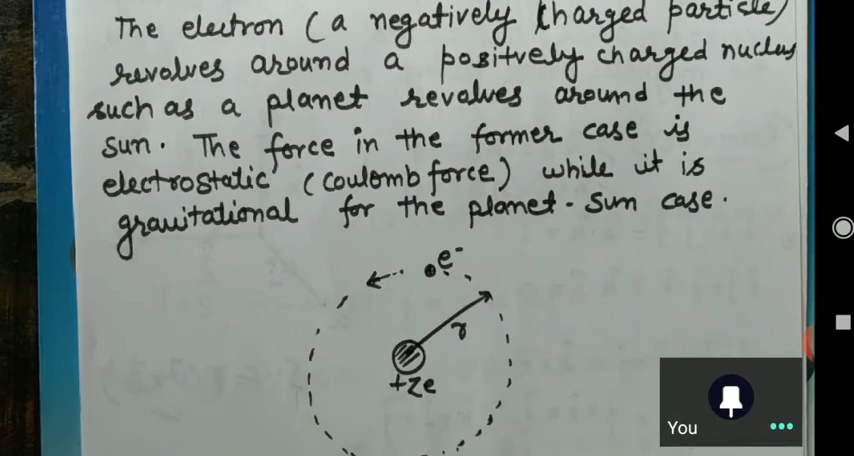 The electron (a negatively charged particle)
revolves around a positvely charged nucleus
such as a planet revolves around the
sun. The force in the former case is
electrostatic (coulomb force) while it is
gravitational for the planet-sun case.
e-
r
+ze
You